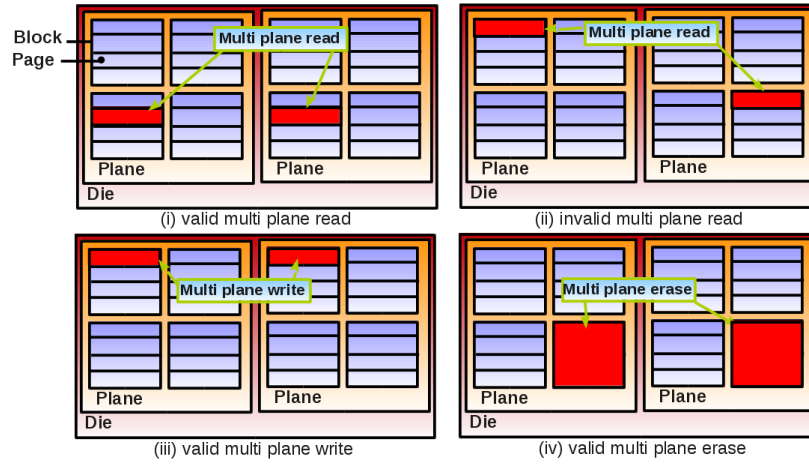 Block
Page
Multi plane read
Plane
Plane
Die
(i) valid multi plane read
Multi plane read
Plane
Plane
Die
(ii) invalid multi plane read
Multi plane write
Plane
Plane
Die
(iii) valid multi plane write
Multi plane erase
Plane
Plane
Die
(iv) valid multi plane erase